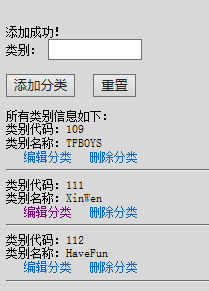 添加成功!
类别：
添加分类 重置
所有类别信息如下：
类别代码：109
类别名称：TFBOYS
编辑分类 删除分类
类别代码：111
类别名称：XinWen
编辑分类 删除分类
类别代码：112
类别名称：HaveFun
编辑分类 删除分类